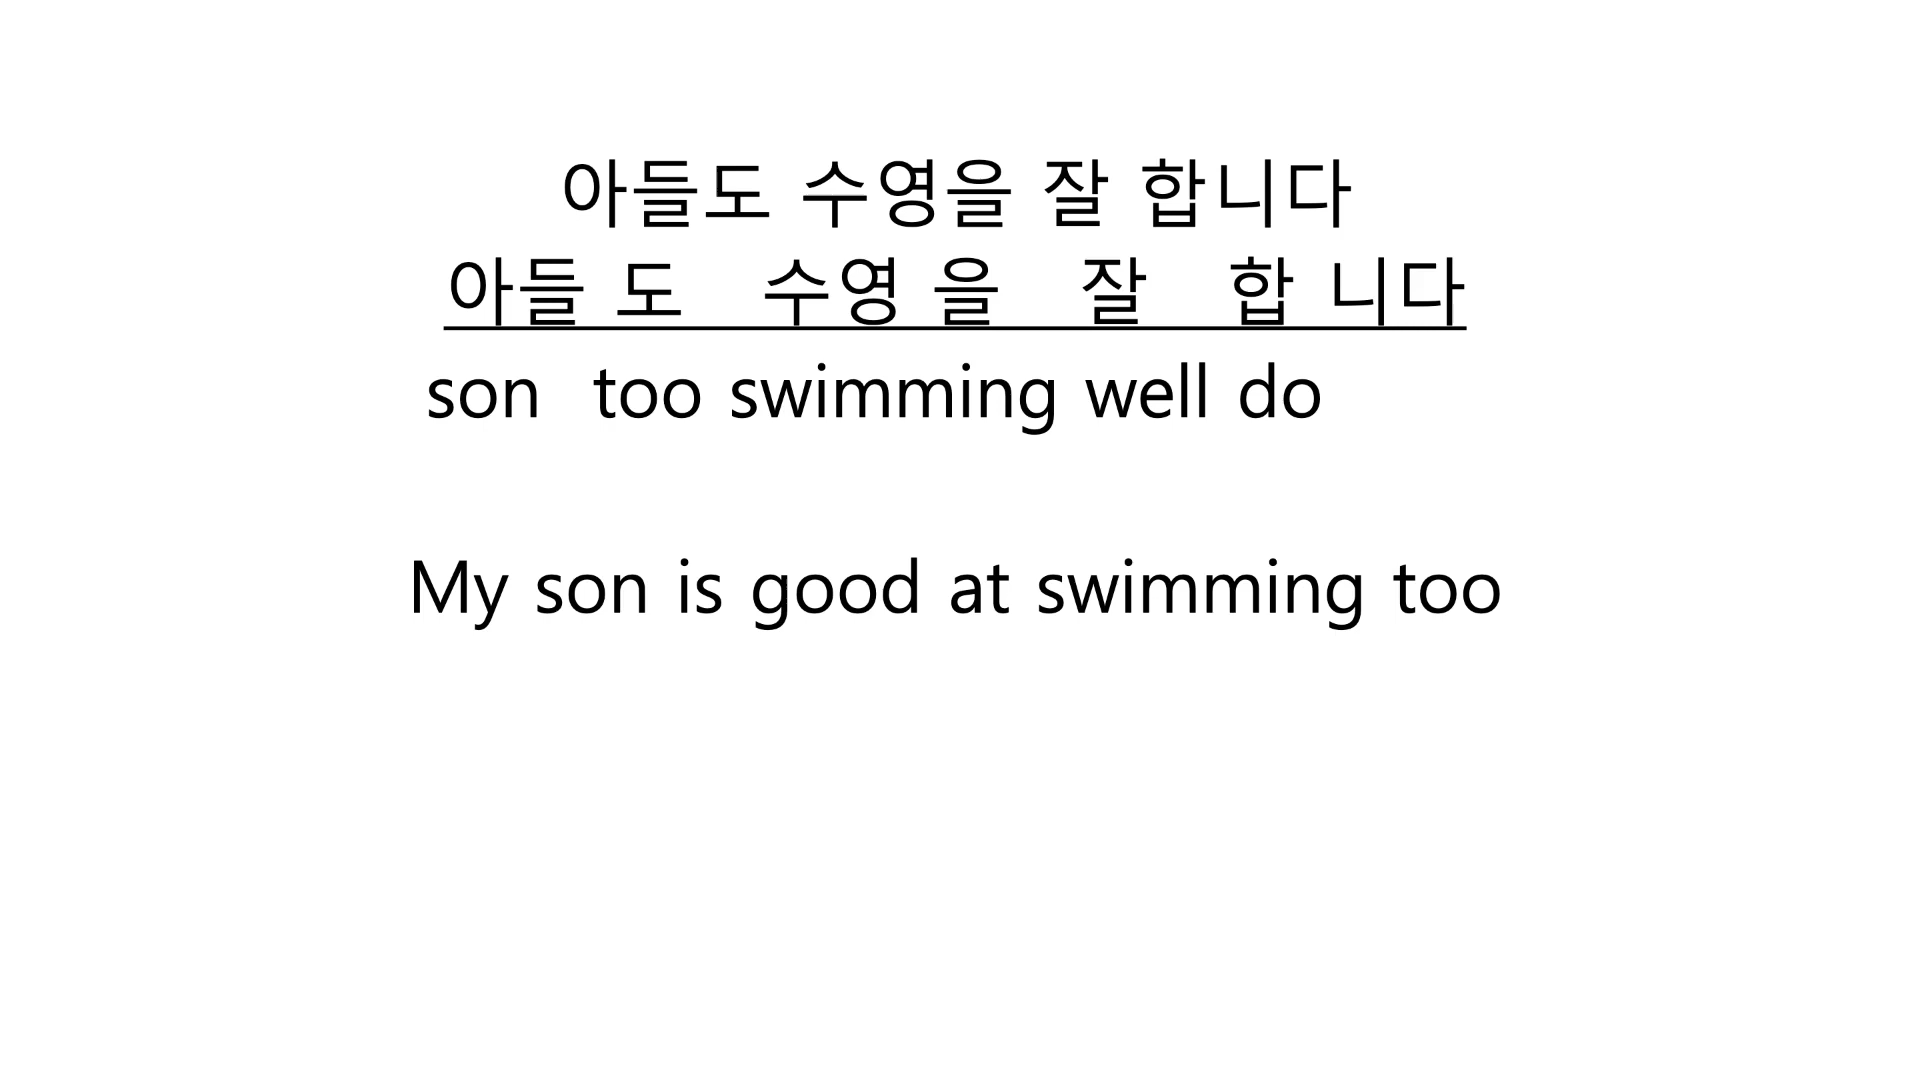 아들도 수영을 잘 합니다
아들 도 수영 을 잘 합 니다
son too swimming well do
My son is good at swimming too